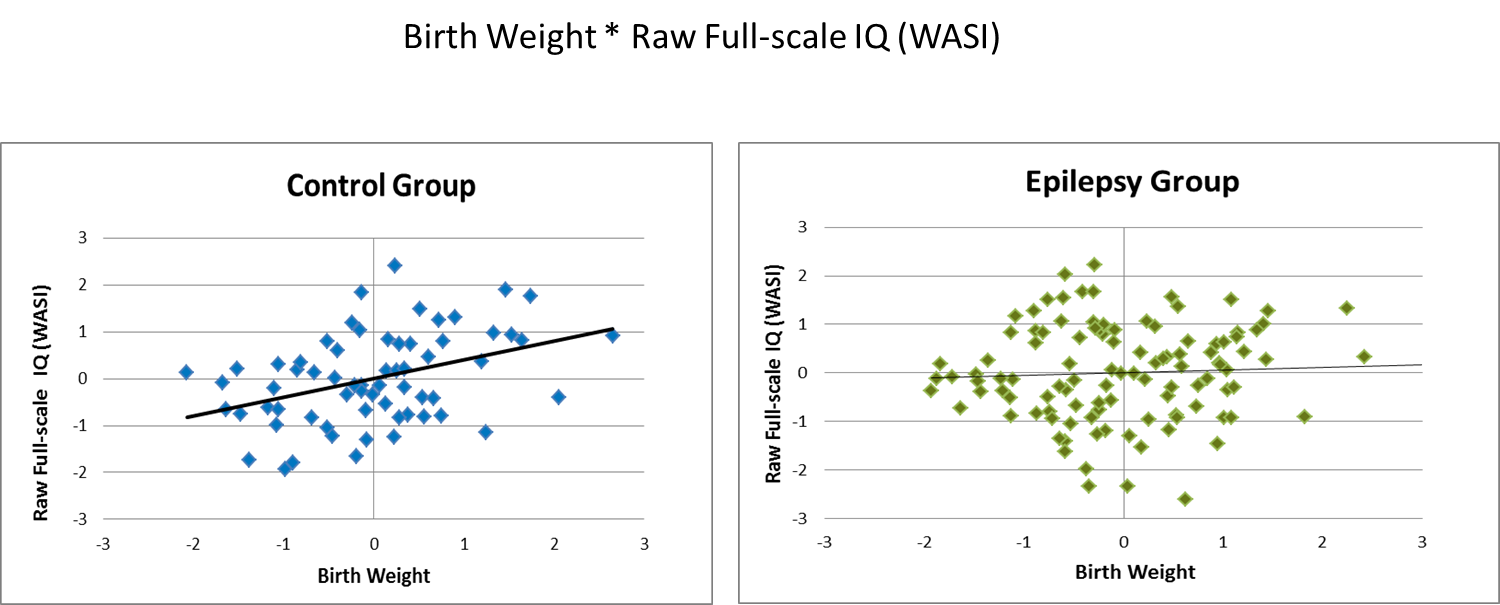 Birth Weight * Raw Full-scale IQ (WASI)
Control Group
Raw Full-scale IQ (WASI)
3
2
1
0
-1
-2
-3
-3 -2 -1 0 1 2 3
Birth Weight
Epilepsy Group
Raw Full-scale IQ (WASI)
3
2
1
0
-1
-2
-3
-3 -2 -1 0 1 2 3
Birth Weight